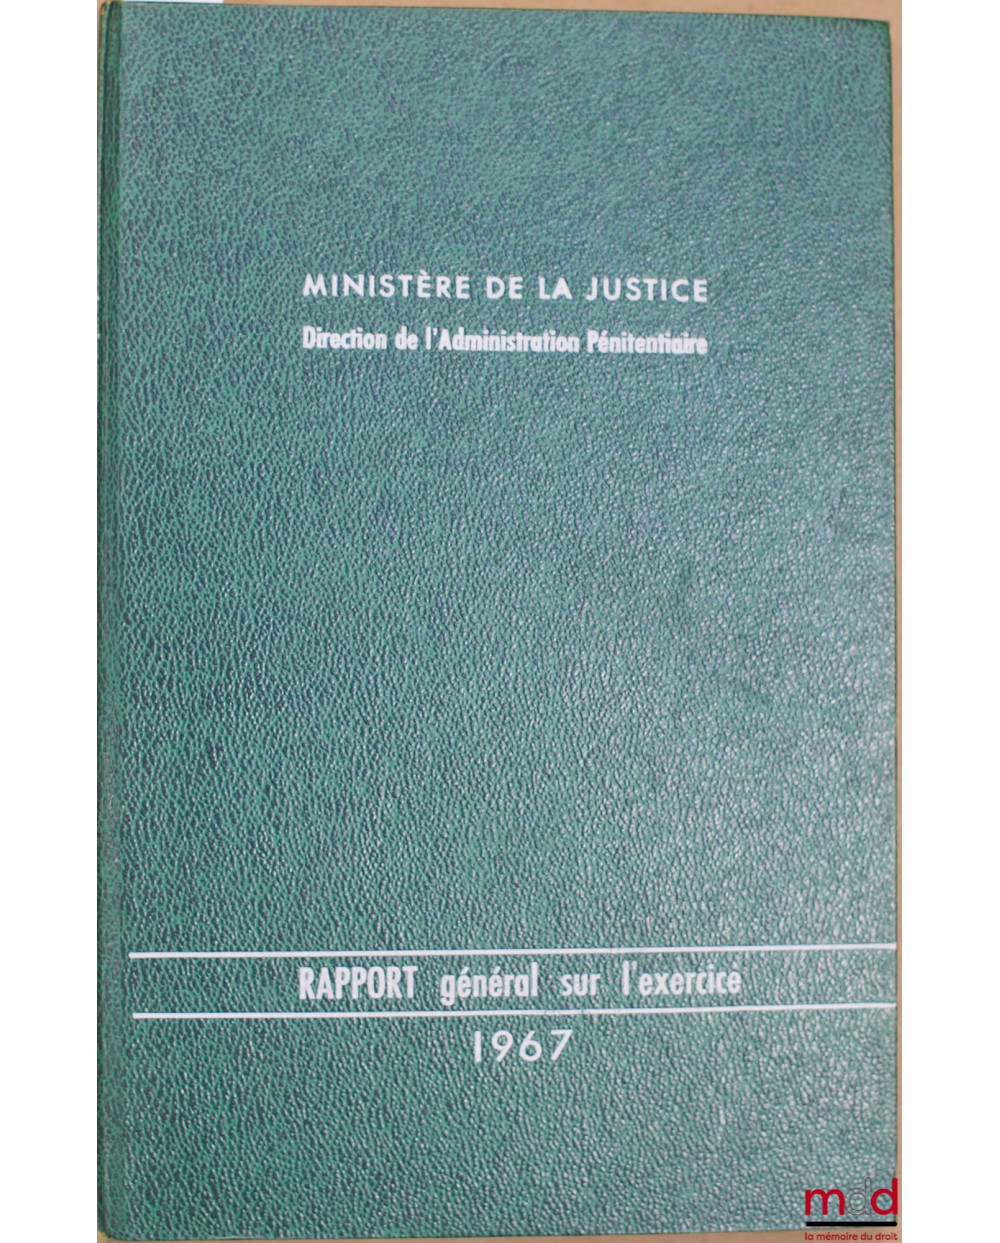 MINISTÈRE DE LA JUSTICE
Direction de l'Administration Pénitentiaire
RAPPORT général sur l'exercice
1967
mdd
la mémoire du droit